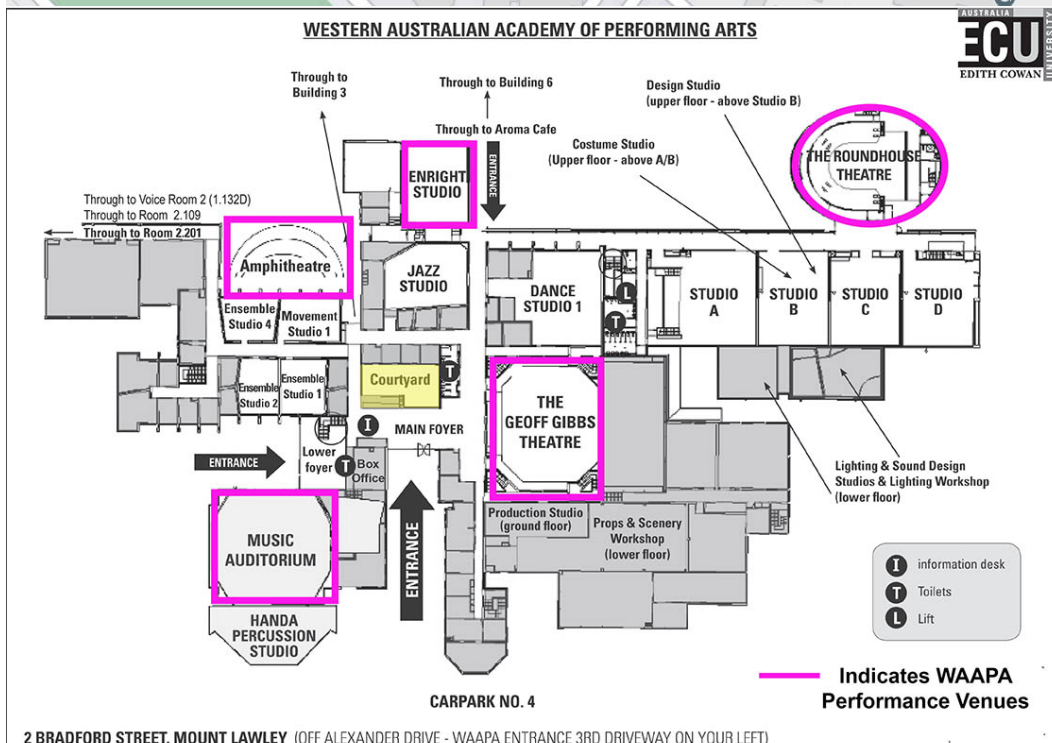 WESTERN AUSTRALIAN ACADEMY OF PERFORMING ARTS
AUSTRALIA
ECU
EDITH COWAN
UNIVERSITY
Through to
Building 3
Through to Building 6
Through to Aroma Cafe
ENTRANCE
Design Studio
(upper floor - above Studio B)
Costume Studio
(Upper floor - above A/B)
THE ROUNDHOUSE
THEATRE
ENRIGHT
STUDIO
Through to Voice Room 2 (1.132D)
Through to Room 2.109
Through to Room 2.201
Amphitheatre
JAZZ
STUDIO
DANCE
STUDIO 1
L
T
STUDIO
A
STUDIO
B
STUDIO
C
STUDIO
D
Ensemble
Studio 4
Movement
Studio 1
Ensemble
Studio 2
Ensemble
Studio 1
Courtyard
T
THE
GEOFF GIBBS
THEATRE
I
MAIN FOYER
ENTRANCE
Lower
foyer
T
Box
Office
ENTRANCE
Lighting & Sound Design
Studios & Lighting Workshop
(lower floor)
Production Studio
(ground floor)
Props & Scenery
Workshop
(lower floor)
MUSIC
AUDITORIUM
HANDA
PERCUSSION
STUDIO
I information desk
T Toilets
L Lift
Indicates WAAPA
Performance Venues
CARPARK NO. 4
2 BRADFORD STREET, MOUNT LAWLEY (OFF ALEXANDER DRIVE - WAAPA ENTRANCE 3RD DRIVEWAY ON YOUR LEFT)